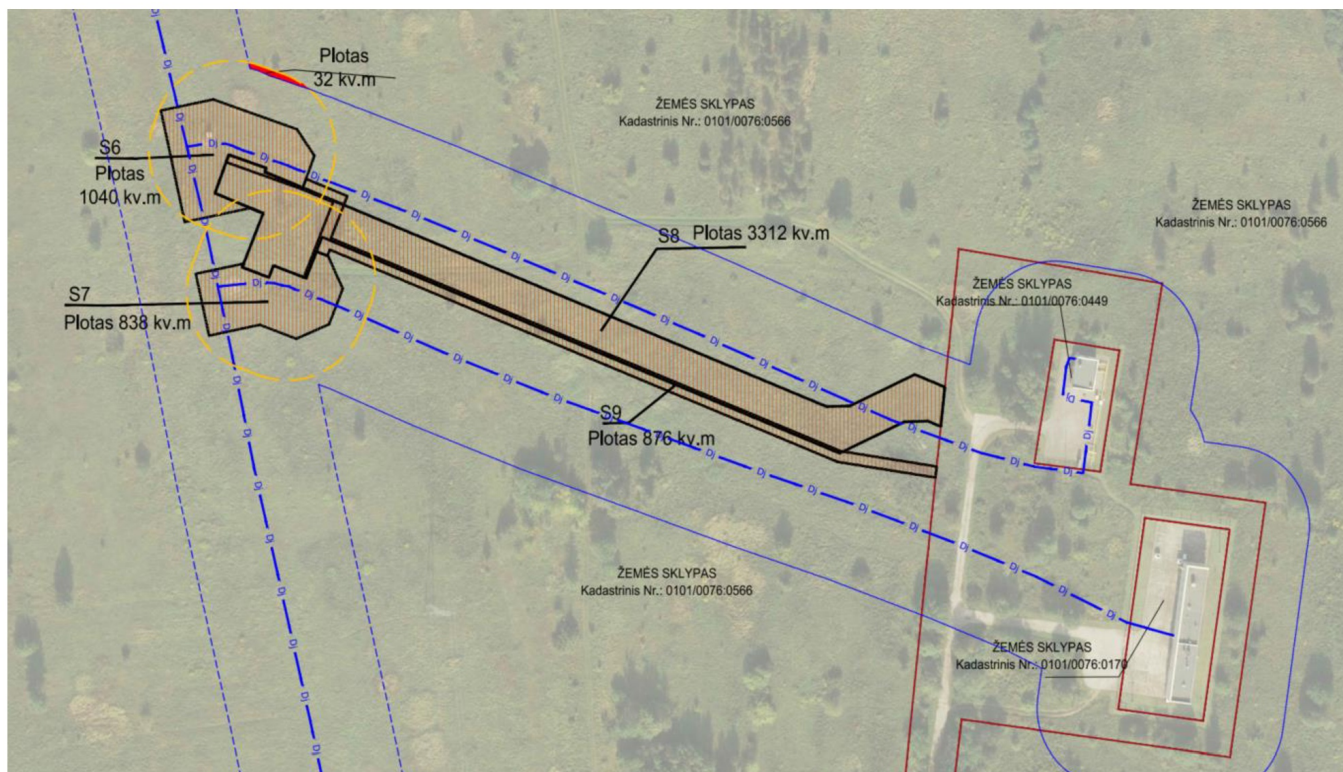 Plotas
32 kv.m
ŽEMĖS SKLYPAS
Kadastrinis Nr.: 0101/0076:0566
S6
Plotas
1040 kv.m
ŽEMĖS SKLYPAS
Kadastrinis Nr.: 0101/0076:0566
S8 Plotas 3312 kv.m
ŽEMĖS SKLYPAS
Kadastrinis Nr.: 0101/0076:0449
S7
Plotas 838 kv.m
S9
Plotas 876 kv.m
ŽEMĖS SKLYPAS
Kadastrinis Nr.: 0101/0076:0566
ŽEMĖS SKLYPAS
Kadastrinis Nr.: 0101/0076:0170